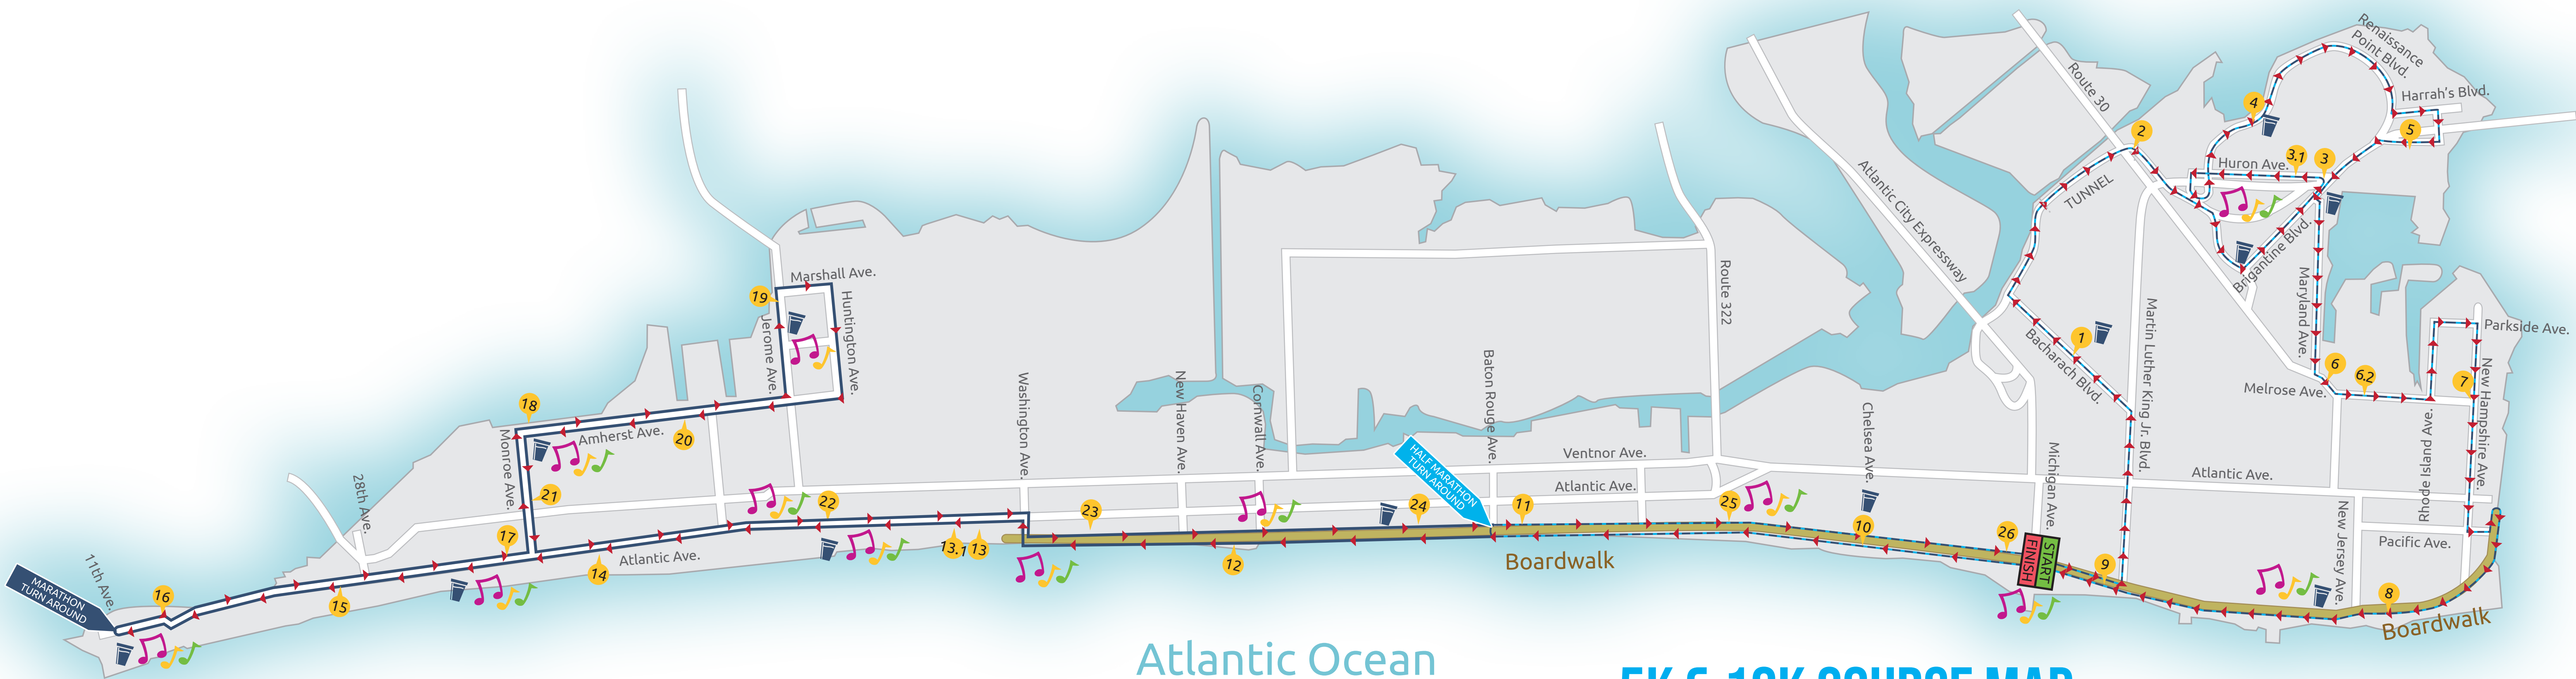 Renaissance
Point Blvd.
Route 30
Harrah's Blvd.
4
5
2
3.1
3
Huron Ave.
TUNNEL
Brigantine Blvd.
Atlantic City Expressway
Marshall Ave.
19
Jerome Ave.
Huntington Ave.
Route 322
Maryland Ave.
Martin Luther King Jr. Blvd.
1
Bacharach Blvd.
Parkside Ave.
6
6.2
7
Melrose Ave.
New Hampshire Ave.
Rhode Island Ave.
18
Amherst Ave.
20
Monroe Ave.
21
Washington Ave.
New Haven Ave.
Cornwall Ave.
Baton Rouge Ave.
Ventnor Ave.
Atlantic Ave.
Chelsea Ave.
Michigan Ave.
Atlantic Ave.
New Jersey Ave.
Pacific Ave.
HALF MARATHON
TURN AROUND
28th Ave.
17
22
23
24
11
25
10
26
13.1
13
12
FINISH
START
9
8
Boardwalk
Boardwalk
11th Ave.
MARATHON
TURN AROUND
16
15
14
Atlantic Ave.
Atlantic Ocean
5K & 10K COURSE MAP